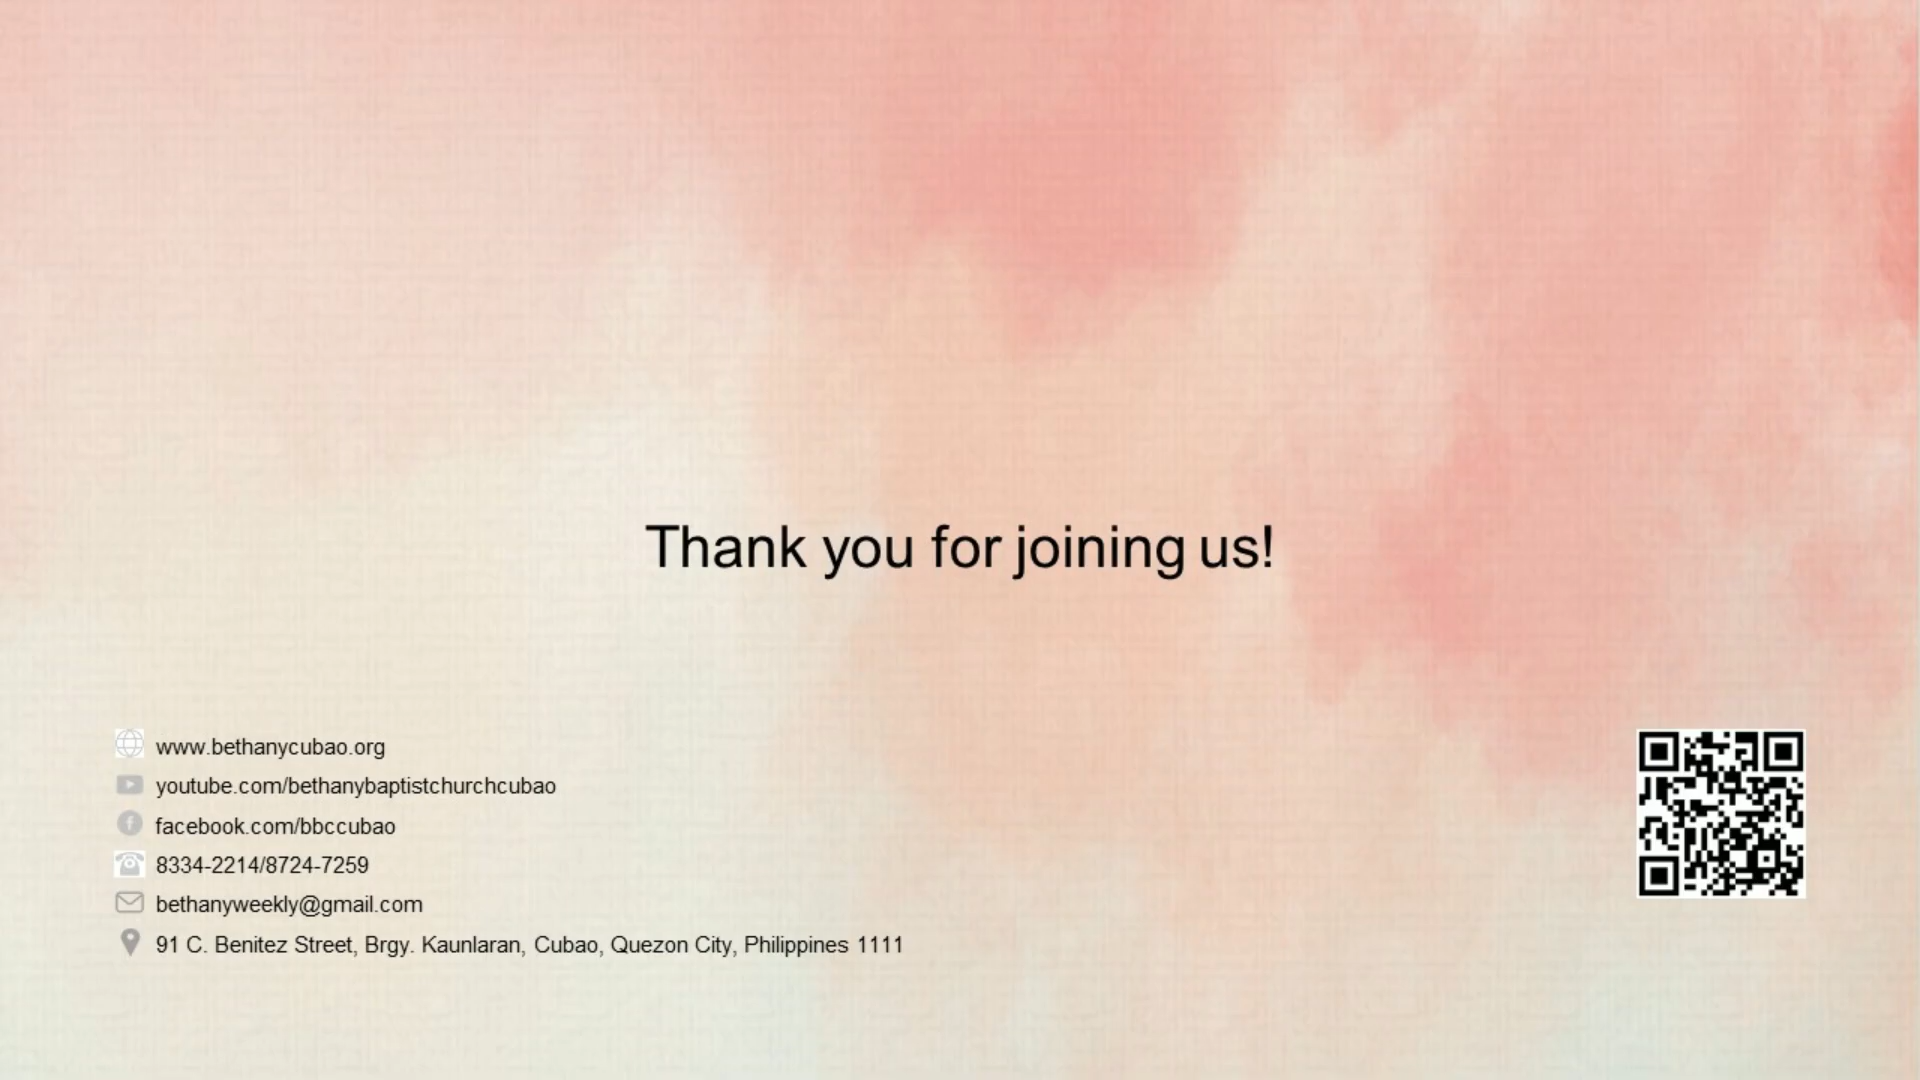 Thank you for joining us!
www.bethanycubao.org
youtube.com/bethanybaptistchurchcubao
facebook.com/bbccubao
8334-2214/8724-7259
bethanyweekly@gmail.com
91 C. Benitez Street, Brgy. Kaunlaran, Cubao, Quezon City, Philippines 1111